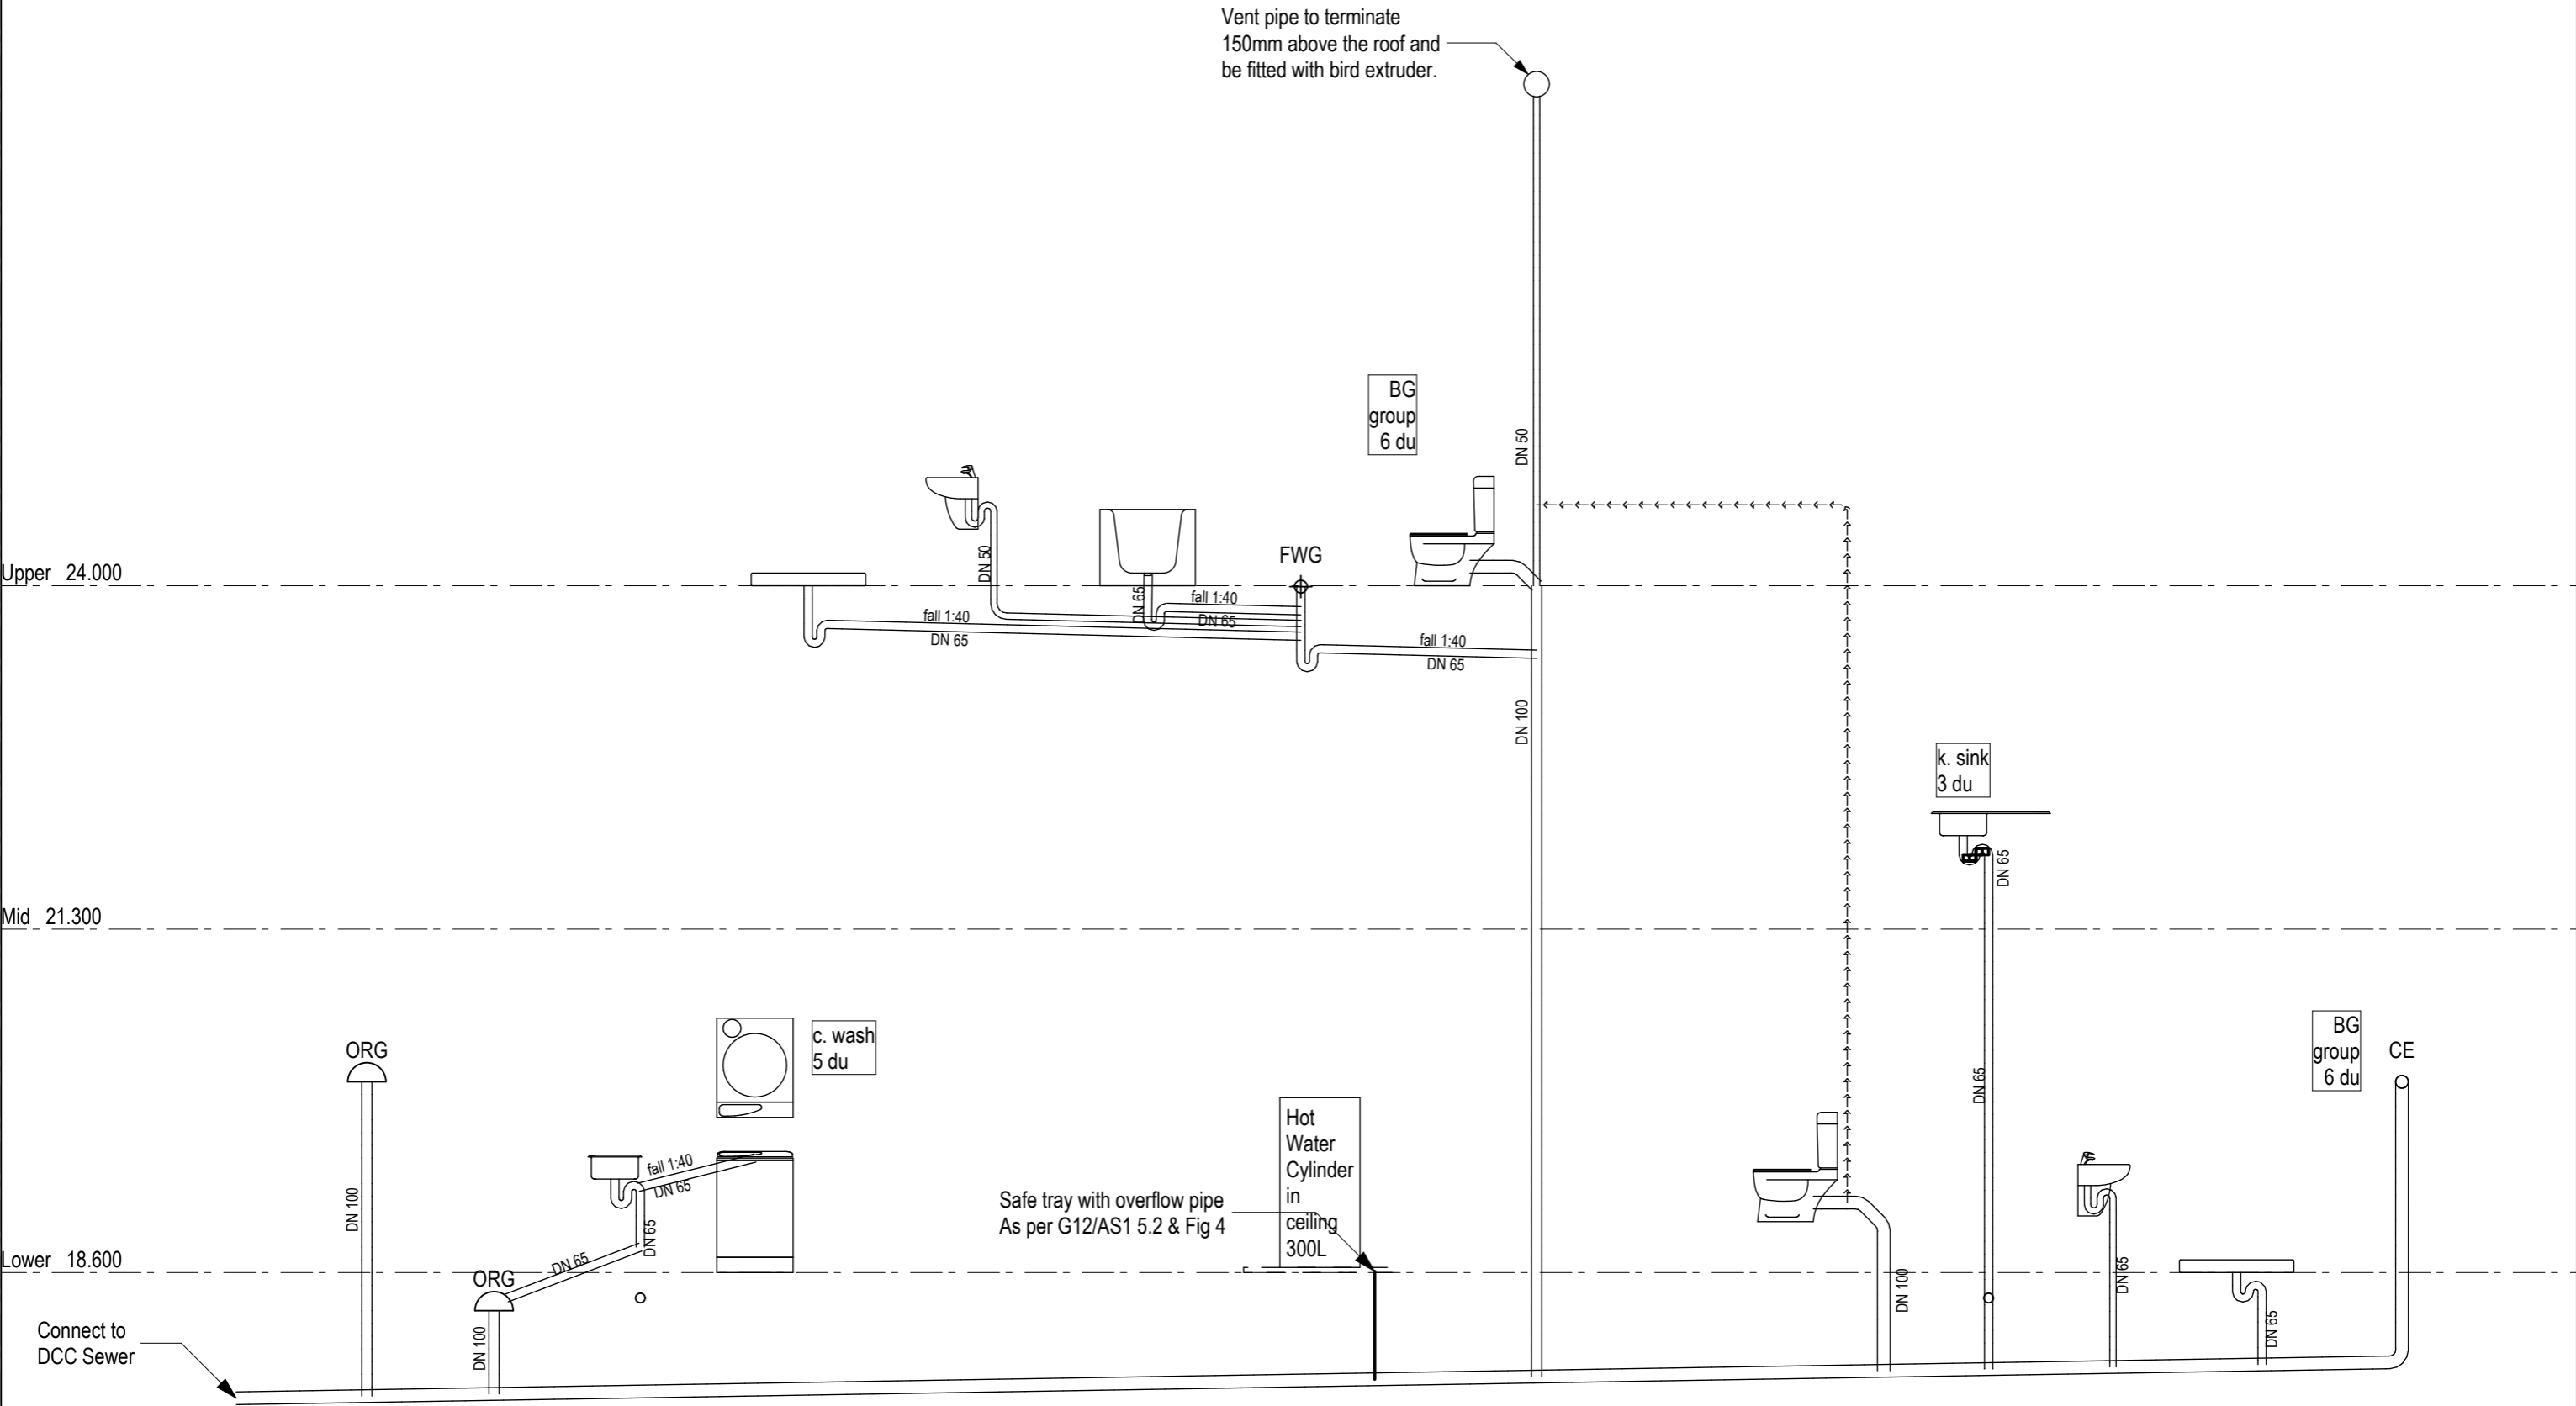 Vent pipe to terminate
150mm above the roof and
be fitted with bird extruder.
BG
group
6 du
DN 50
DN 50
FWG
Upper 24.000
DN 65
fall 1:40
DN 65
fall 1:40
DN 65
fall 1:40
DN 65
DN 100
k. sink
3 du
DN 65
Mid 21.300
ORG
c. wash
5 du
BG
group
6 du
CE
DN 65
Hot
Water
Cylinder
in
ceiling
300L
fall 1:40
DN 65
DN 100
Safe tray with overflow pipe
As per G12/AS1 5.2 & Fig 4
DN 65
Lower 18.600
DN 65
ORG
DN 100
DN 65
DN 65
DN 100
Connect to
DCC Sewer